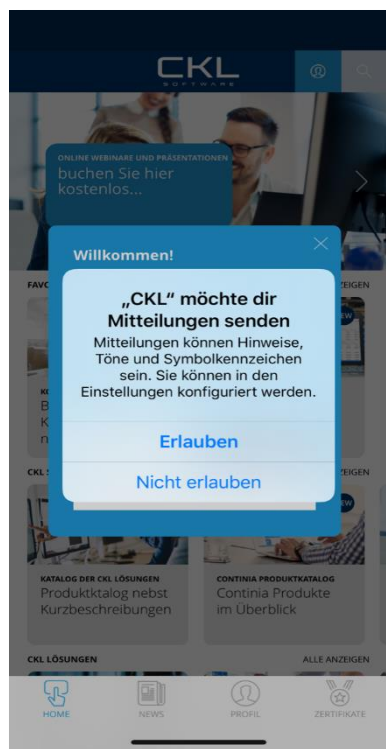 CKL
SOFTWARE
ONLINE WEBINARE UND PRÄSENTATIONEN
buchen Sie hier
kostenlos...
Willkommen!
„CKL“ möchte dir
Mitteilungen senden
Mitteilungen können Hinweise,
Töne und Symbolkennzeichen
sein. Sie können in den
Einstellungen konfiguriert werden.
Erlauben
Nicht erlauben
KATALOG DER CKL LÖSUNGEN
Produktktalog nebst
Kurzbeschreibungen
CONTINIA PRODUKTKATALOG
Continia Produkte
im Überblick
CKL LÖSUNGEN
ALLE ANZEIGEN
HOME
NEWS
PROFIL
ZERTIFIKATE